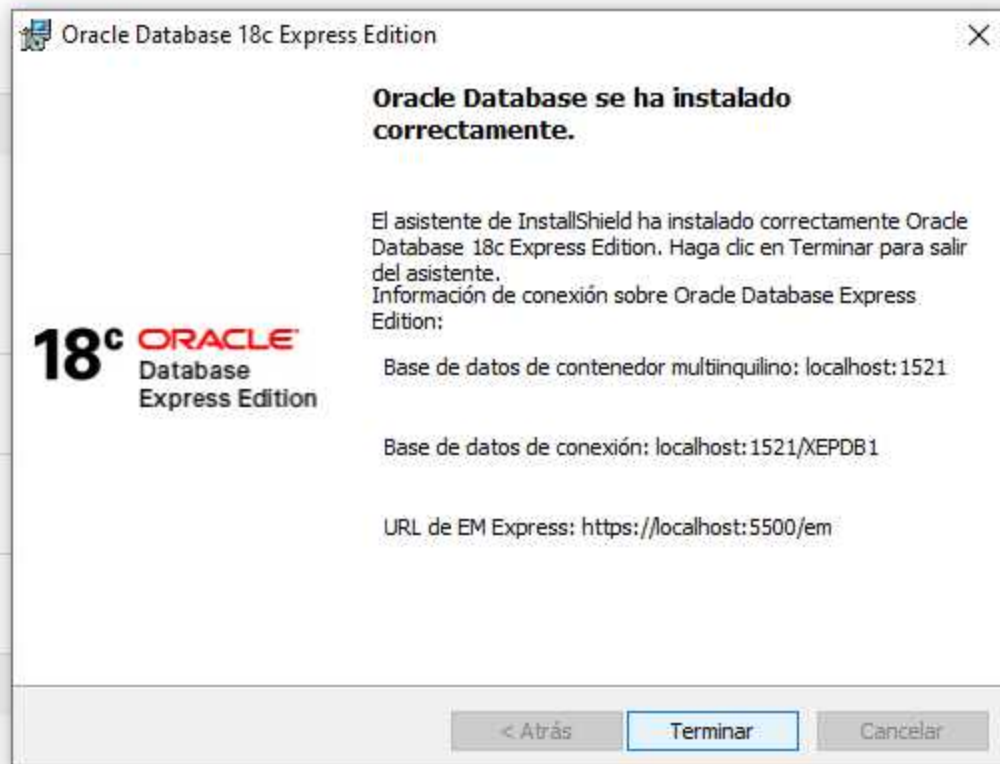 Oracle Database 18c Express Edition
Oracle Database se ha instalado
correctamente.
El asistente de InstallShield ha instalado correctamente Oracle
Database 18c Express Edition. Haga clic en Terminar para salir
del asistente.
Información de conexión sobre Oracle Database Express
Edition:
18c ORACLE
Database
Express Edition
Base de datos de contenedor multiinquilino: localhost:1521
Base de datos de conexión: localhost:1521/XEPDB1
URL de EM Express: https://localhost:5500/em
< Atrás
Terminar
Cancelar